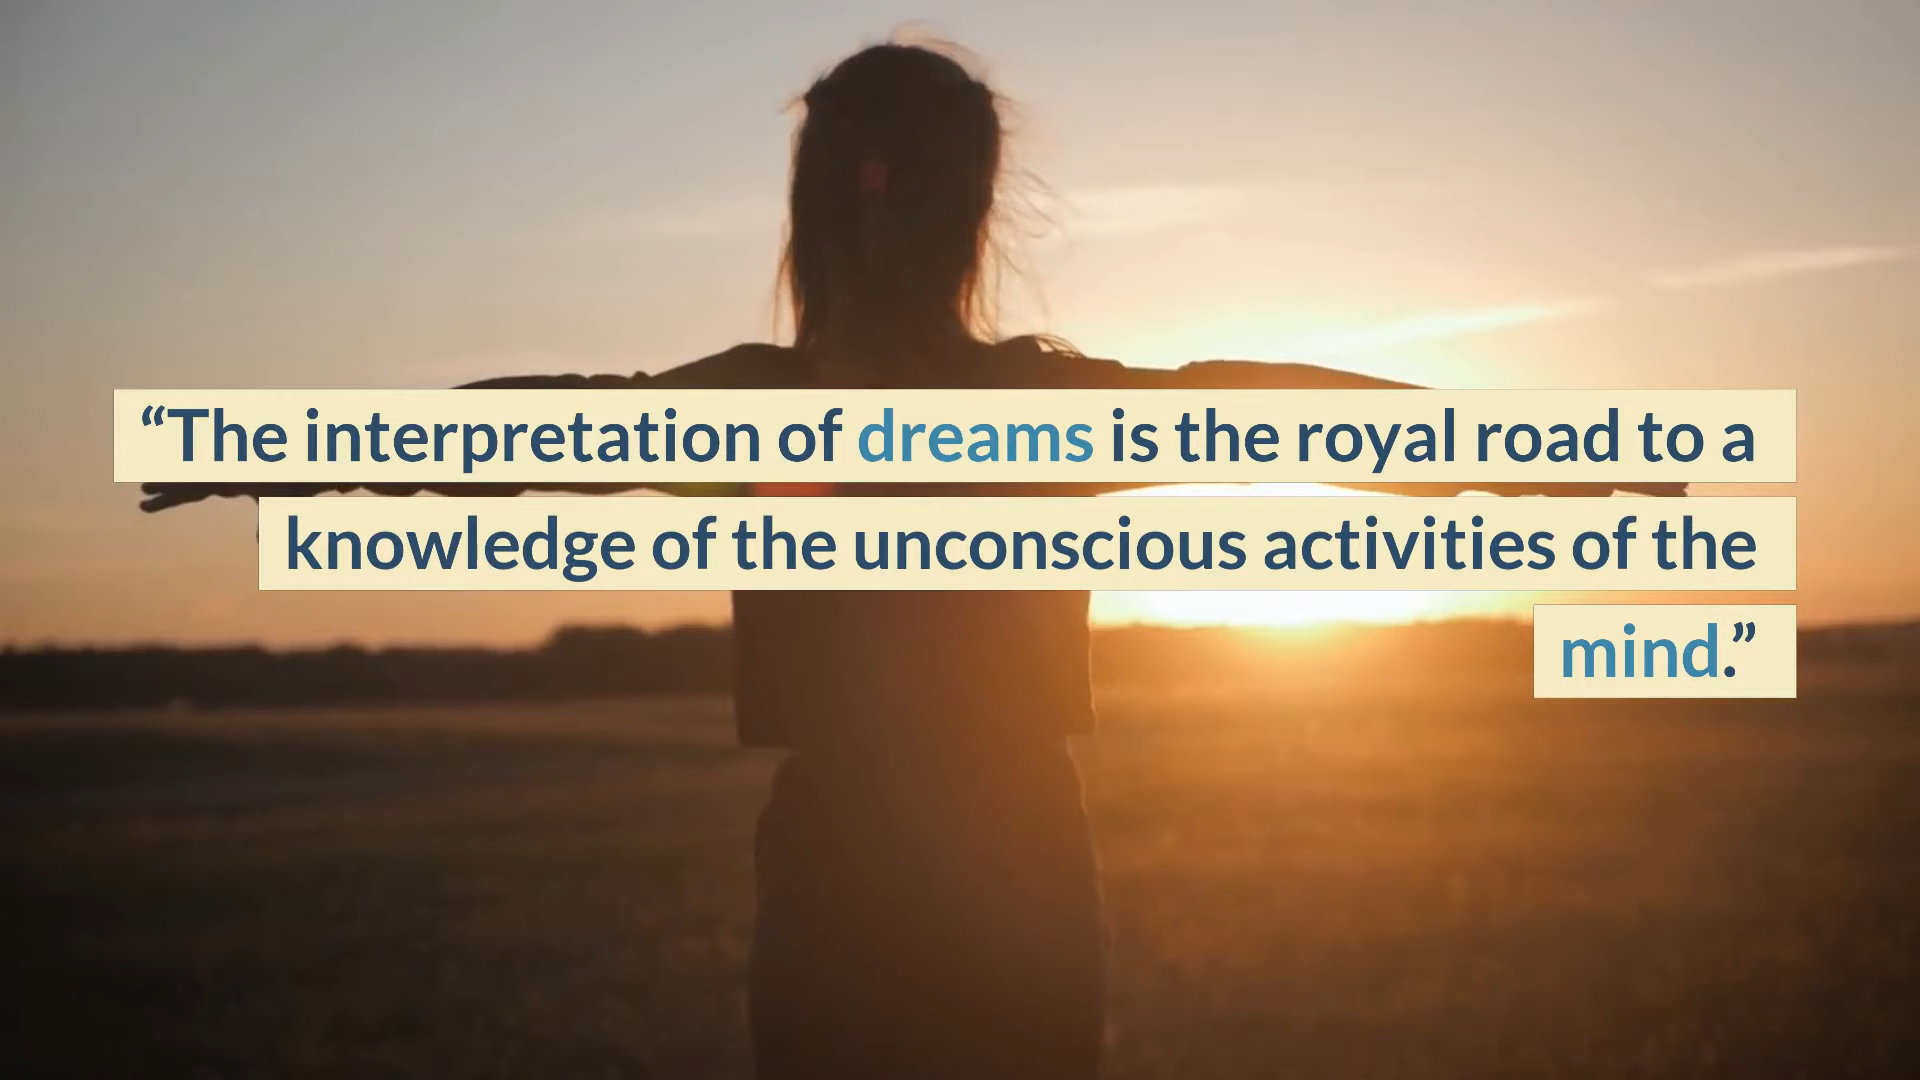 “The interpretation of dreams is the royal road to a
knowledge of the unconscious activities of the
mind.”